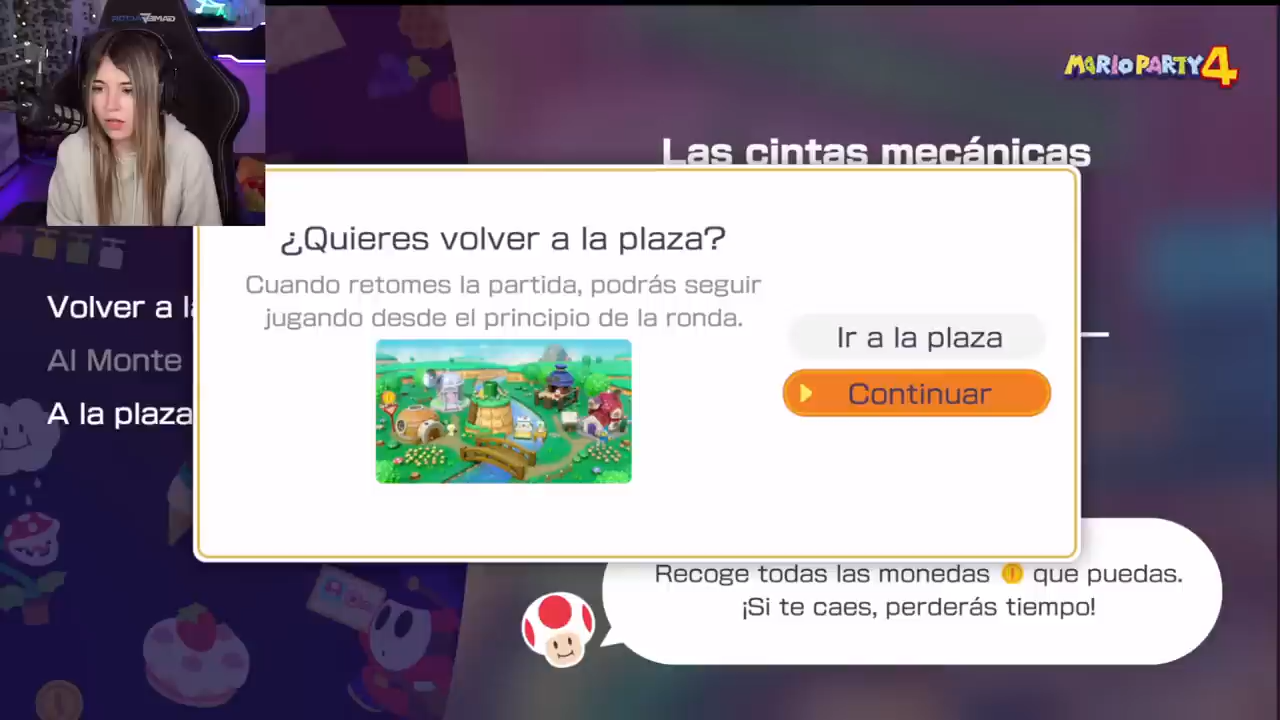 MARIO PARTY 4
Las cintas mecánicas
¿Quieres volver a la plaza?
Cuando retomes la partida, podrás seguir
jugando desde el principio de la ronda.
Ir a la plaza
Continuar
Volver a l
Al Monte
A la plaza
Recoge todas las monedas que puedas.
¡Si te caes, perderás tiempo!